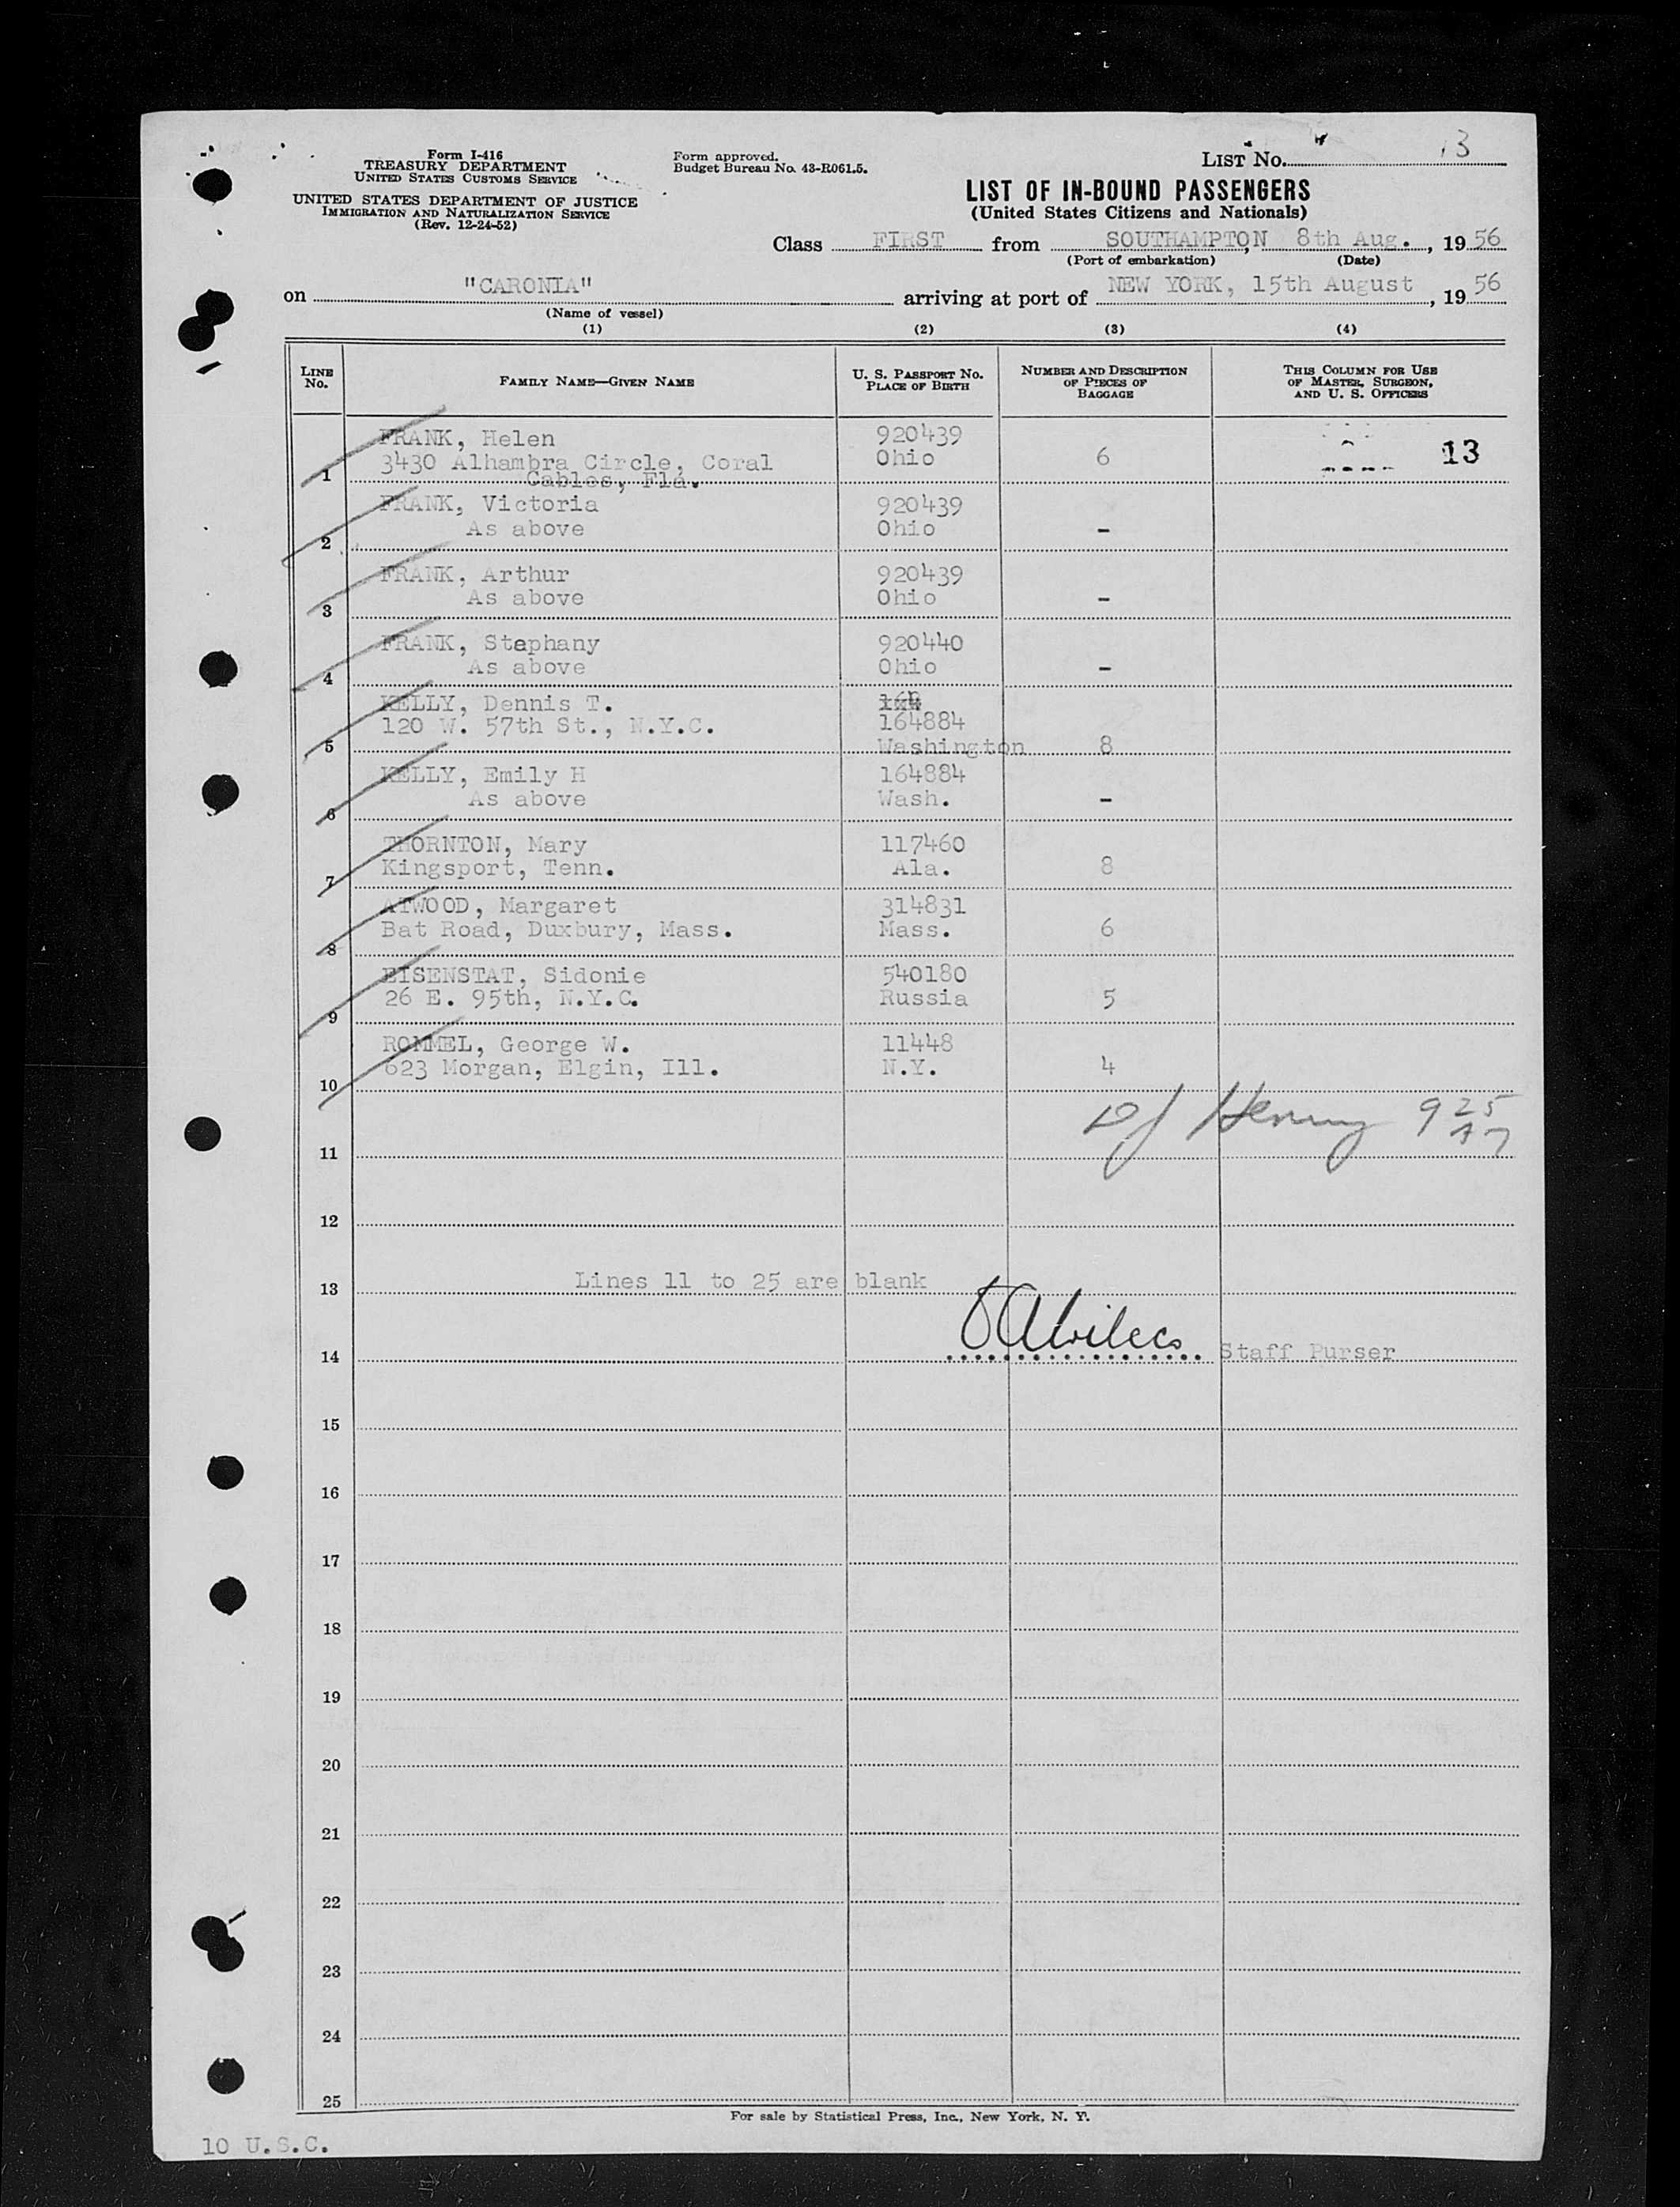 Form I-416
TREASURY DEPARTMENT
UNITED STATES CUSTOMS SERVICE
UNITED STATES DEPARTMENT OF JUSTICE
IMMIGRATION AND NATURALIZATION SERVICE
(Rev. 12-24-52)
Form approved.
Budget Bureau No. 43-R061.5.
LIST No. 13
LIST OF IN-BOUND PASSENGERS
(United States Citizens and Nationals)
Class FIRST from SOUTHAMPTON, 8th Aug., 19 56
(Port of embarkation) (Date)
on "CARONIA" arriving at port of NEW YORK, 15th August, 19 56
(Name of vessel)
(1) (2) (3) (4)
LINE No. FAMILY NAME—GIVEN NAME U. S. PASSPORT No. PLACE OF BIRTH NUMBER AND DESCRIPTION OF PIECES OF BAGGAGE THIS COLUMN FOR USE OF MASTER, SURGEON, AND U. S. OFFICERS
FRANK, Helen 920439
3430 Alhambra Circle, Coral Ohio 6 13
1 Cables, Fla.
FRANK, Victoria 920439
As above Ohio -
2
FRANK, Arthur 920439
As above Ohio -
3
FRANK, Stephany 920440
As above Ohio -
4
KELLY, Dennis T.
120 W. 57th St., N.Y.C. 164884
5 Washington 8
KELLY, Emily H 164884
As above Wash. -
6
THORNTON, Mary 117460
Kingsport, Tenn. Ala. 8
7
ATWOOD, Margaret 314831
Bat Road, Duxbury, Mass. Mass. 6
8
EISENSTAT, Sidonie 540180
26 E. 95th, N.Y.C. Russia 5
9
ROMMEL, George W. 11448
623 Morgan, Elgin, Ill. N.Y. 4
10
Henny 925
11
12
Lines 11 to 25 are blank
13
14 Staff Purser
15
16
17
18
19
20
21
22
23
24
25
For sale by Statistical Press, Inc., New York, N. Y.
10 U.S.C.